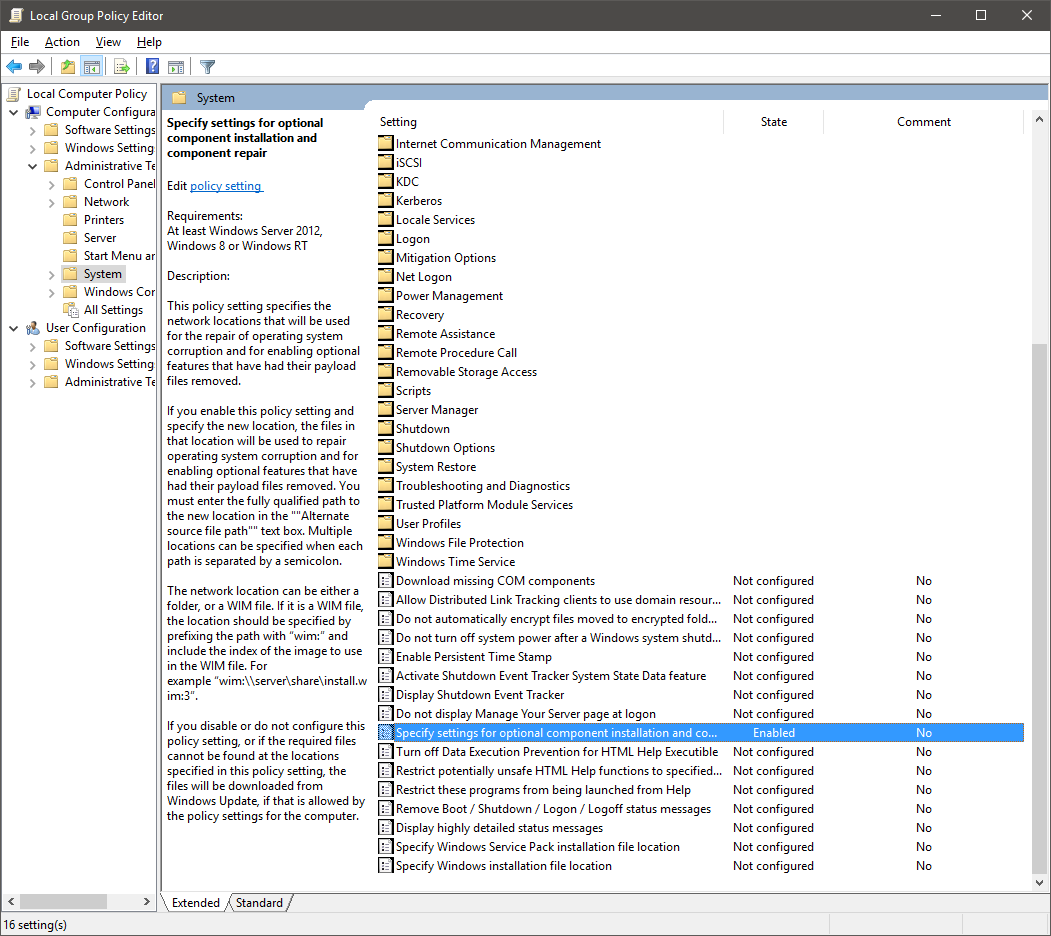 Local Group Policy Editor
File Action View Help
Local Computer Policy
Computer Configura
Software Settings
Windows Setting
Administrative Te
Control Panel
Network
Printers
Server
Start Menu ar
System
Windows Cor
All Settings
User Configuration
Software Settings
Windows Setting
Administrative Te
System
Specify settings for optional
component installation and
component repair
Edit policy setting
Requirements:
At least Windows Server 2012,
Windows 8 or Windows RT
Description:
This policy setting specifies the
network locations that will be used
for the repair of operating system
corruption and for enabling optional
features that have had their payload
files removed.
If you enable this policy setting and
specify the new location, the files in
that location will be used to repair
operating system corruption and for
enabling optional features that have
had their payload files removed. You
must enter the fully qualified path to
the new location in the ""Alternate
source file path"" text box. Multiple
locations can be specified when each
path is separated by a semicolon.
The network location can be either a
folder, or a WIM file. If it is a WIM file,
the location should be specified by
prefixing the path with “wim:” and
include the index of the image to use
in the WIM file. For
example “wim:\\server\share\install.w
im:3”.
If you disable or do not configure this
policy setting, or if the required files
cannot be found at the locations
specified in this policy setting, the
files will be downloaded from
Windows Update, if that is allowed by
the policy settings for the computer.
Setting State Comment
Internet Communication Management
iSCSI
KDC
Kerberos
Locale Services
Logon
Mitigation Options
Net Logon
Power Management
Recovery
Remote Assistance
Remote Procedure Call
Removable Storage Access
Scripts
Server Manager
Shutdown
Shutdown Options
System Restore
Troubleshooting and Diagnostics
Trusted Platform Module Services
User Profiles
Windows File Protection
Windows Time Service
Download missing COM components Not configured No
Allow Distributed Link Tracking clients to use domain resour... Not configured No
Do not automatically encrypt files moved to encrypted fold... Not configured No
Do not turn off system power after a Windows system shutd... Not configured No
Enable Persistent Time Stamp Not configured No
Activate Shutdown Event Tracker System State Data feature Not configured No
Display Shutdown Event Tracker Not configured No
Do not display Manage Your Server page at logon Not configured No
Specify settings for optional component installation and co... Enabled No
Turn off Data Execution Prevention for HTML Help Executible Not configured No
Restrict potentially unsafe HTML Help functions to specified... Not configured No
Restrict these programs from being launched from Help Not configured No
Remove Boot / Shutdown / Logon / Logoff status messages Not configured No
Display highly detailed status messages Not configured No
Specify Windows Service Pack installation file location Not configured No
Specify Windows installation file location Not configured No
Extended Standard
16 setting(s)